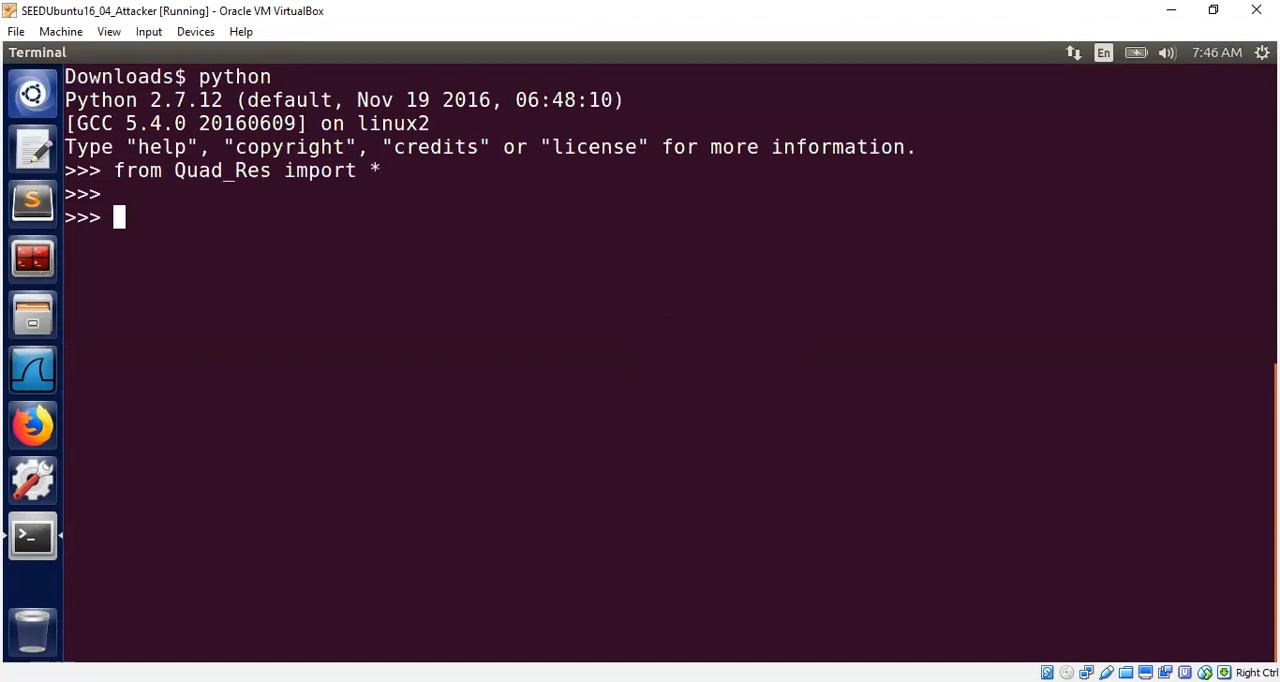 SEEDUbuntu16_04_Attacker [Running] - Oracle VM VirtualBox
File Machine View Input Devices Help
Terminal En 7:46 AM
Downloads$ python
Python 2.7.12 (default, Nov 19 2016, 06:48:10)
[GCC 5.4.0 20160609] on linux2
Type "help", "copyright", "credits" or "license" for more information.
>>> from Quad_Res import *
>>>
>>>
Right Ctrl